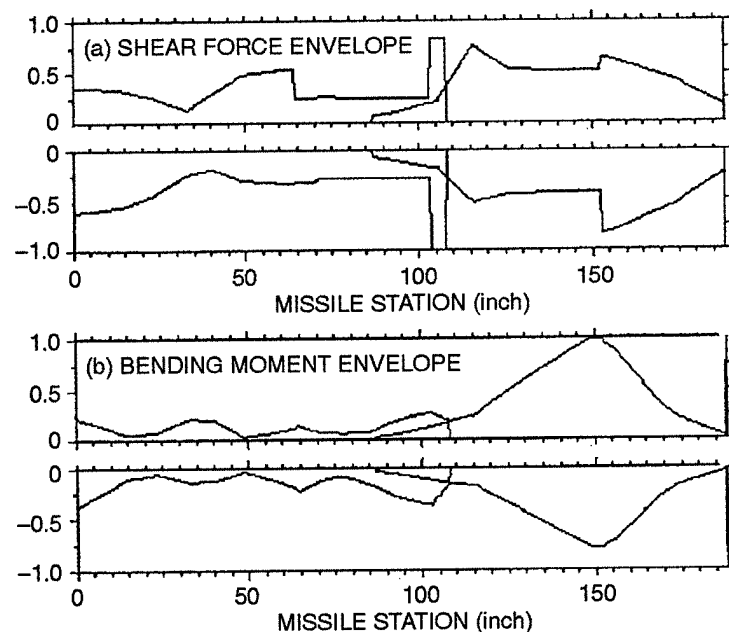 1.0
(a) SHEAR FORCE ENVELOPE
0.5
0
0
−0.5
−1.0
0 50 100 150
MISSILE STATION (inch)
1.0
(b) BENDING MOMENT ENVELOPE
0.5
0
0
−0.5
−1.0
0 50 100 150
MISSILE STATION (inch)